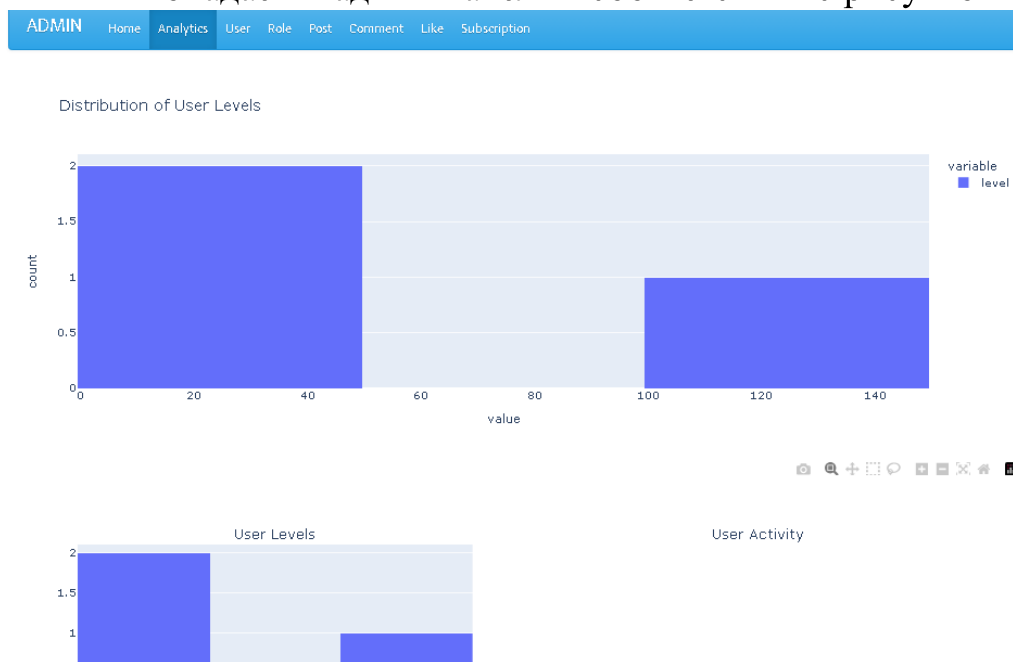 ADMIN Home Analytics User Role Post Comment Like Subscription
Distribution of User Levels
variable
level
2
1.5
1
0.5
0
count
0 20 40 60 80 100 120 140
value
User Levels
User Activity
2
1.5
1